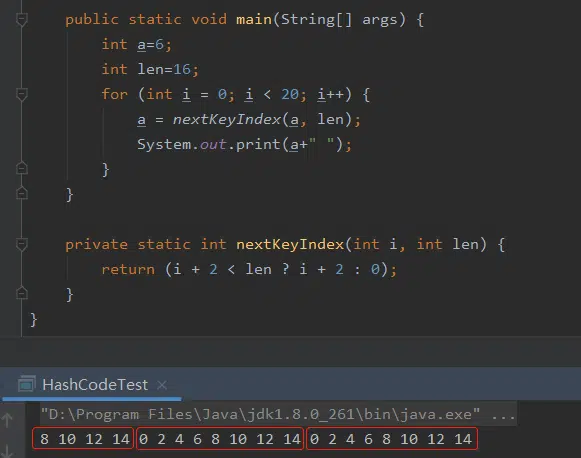 public static void main(String[] args) {
int a=6;
int len=16;
for (int i = 0; i < 20; i++) {
a = nextKeyIndex(a, len);
System.out.print(a+" ");
}
}
private static int nextKeyIndex(int i, int len) {
return (i + 2 < len ? i + 2 : 0);
}
}
HashCodeTest ×
"D:\Program Files\Java\jdk1.8.0_261\bin\java.exe" ...
8 10 12 14 0 2 4 6 8 10 12 14 0 2 4 6 8 10 12 14